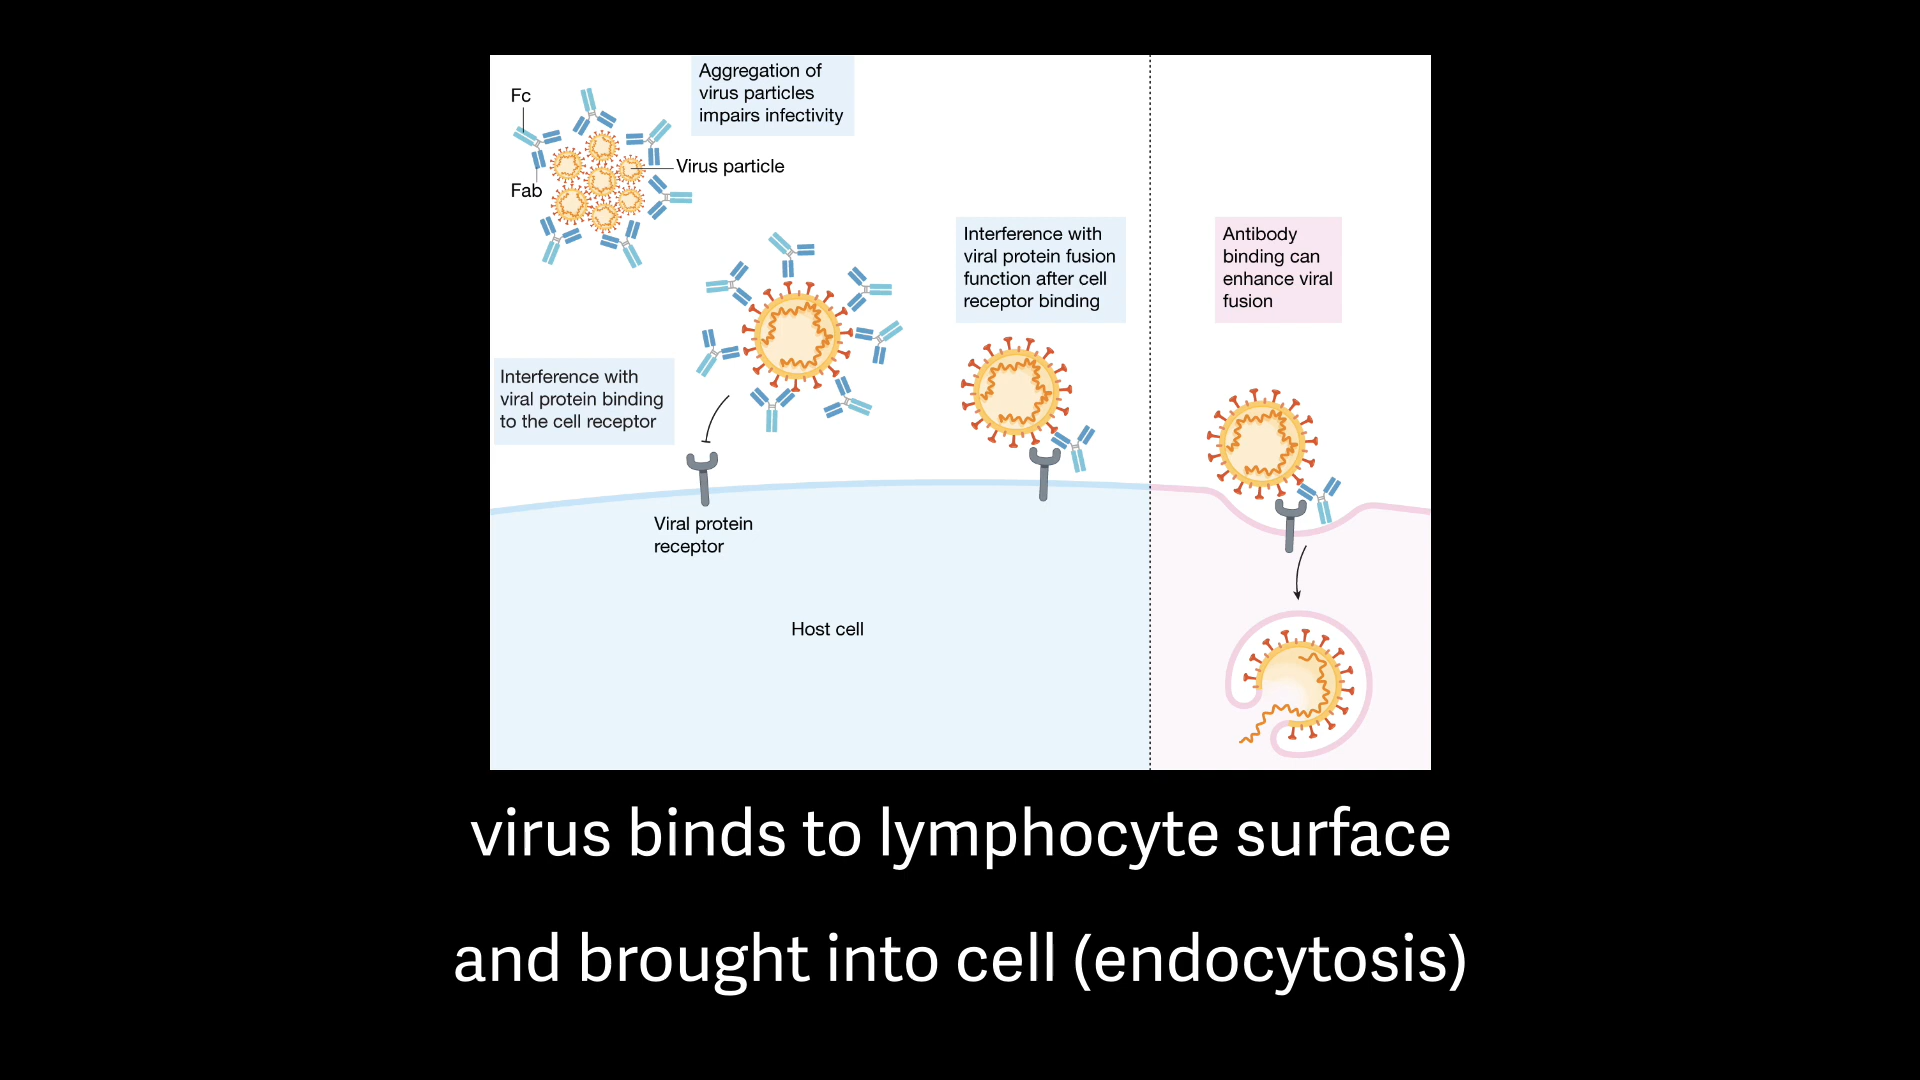 Aggregation of
virus particles
impairs infectivity
Fc
Virus particle
Fab
Interference with
viral protein fusion
function after cell
receptor binding
Antibody
binding can
enhance viral
fusion
Interference with
viral protein binding
to the cell receptor
Viral protein
receptor
Host cell
virus binds to lymphocyte surface
and brought into cell (endocytosis)